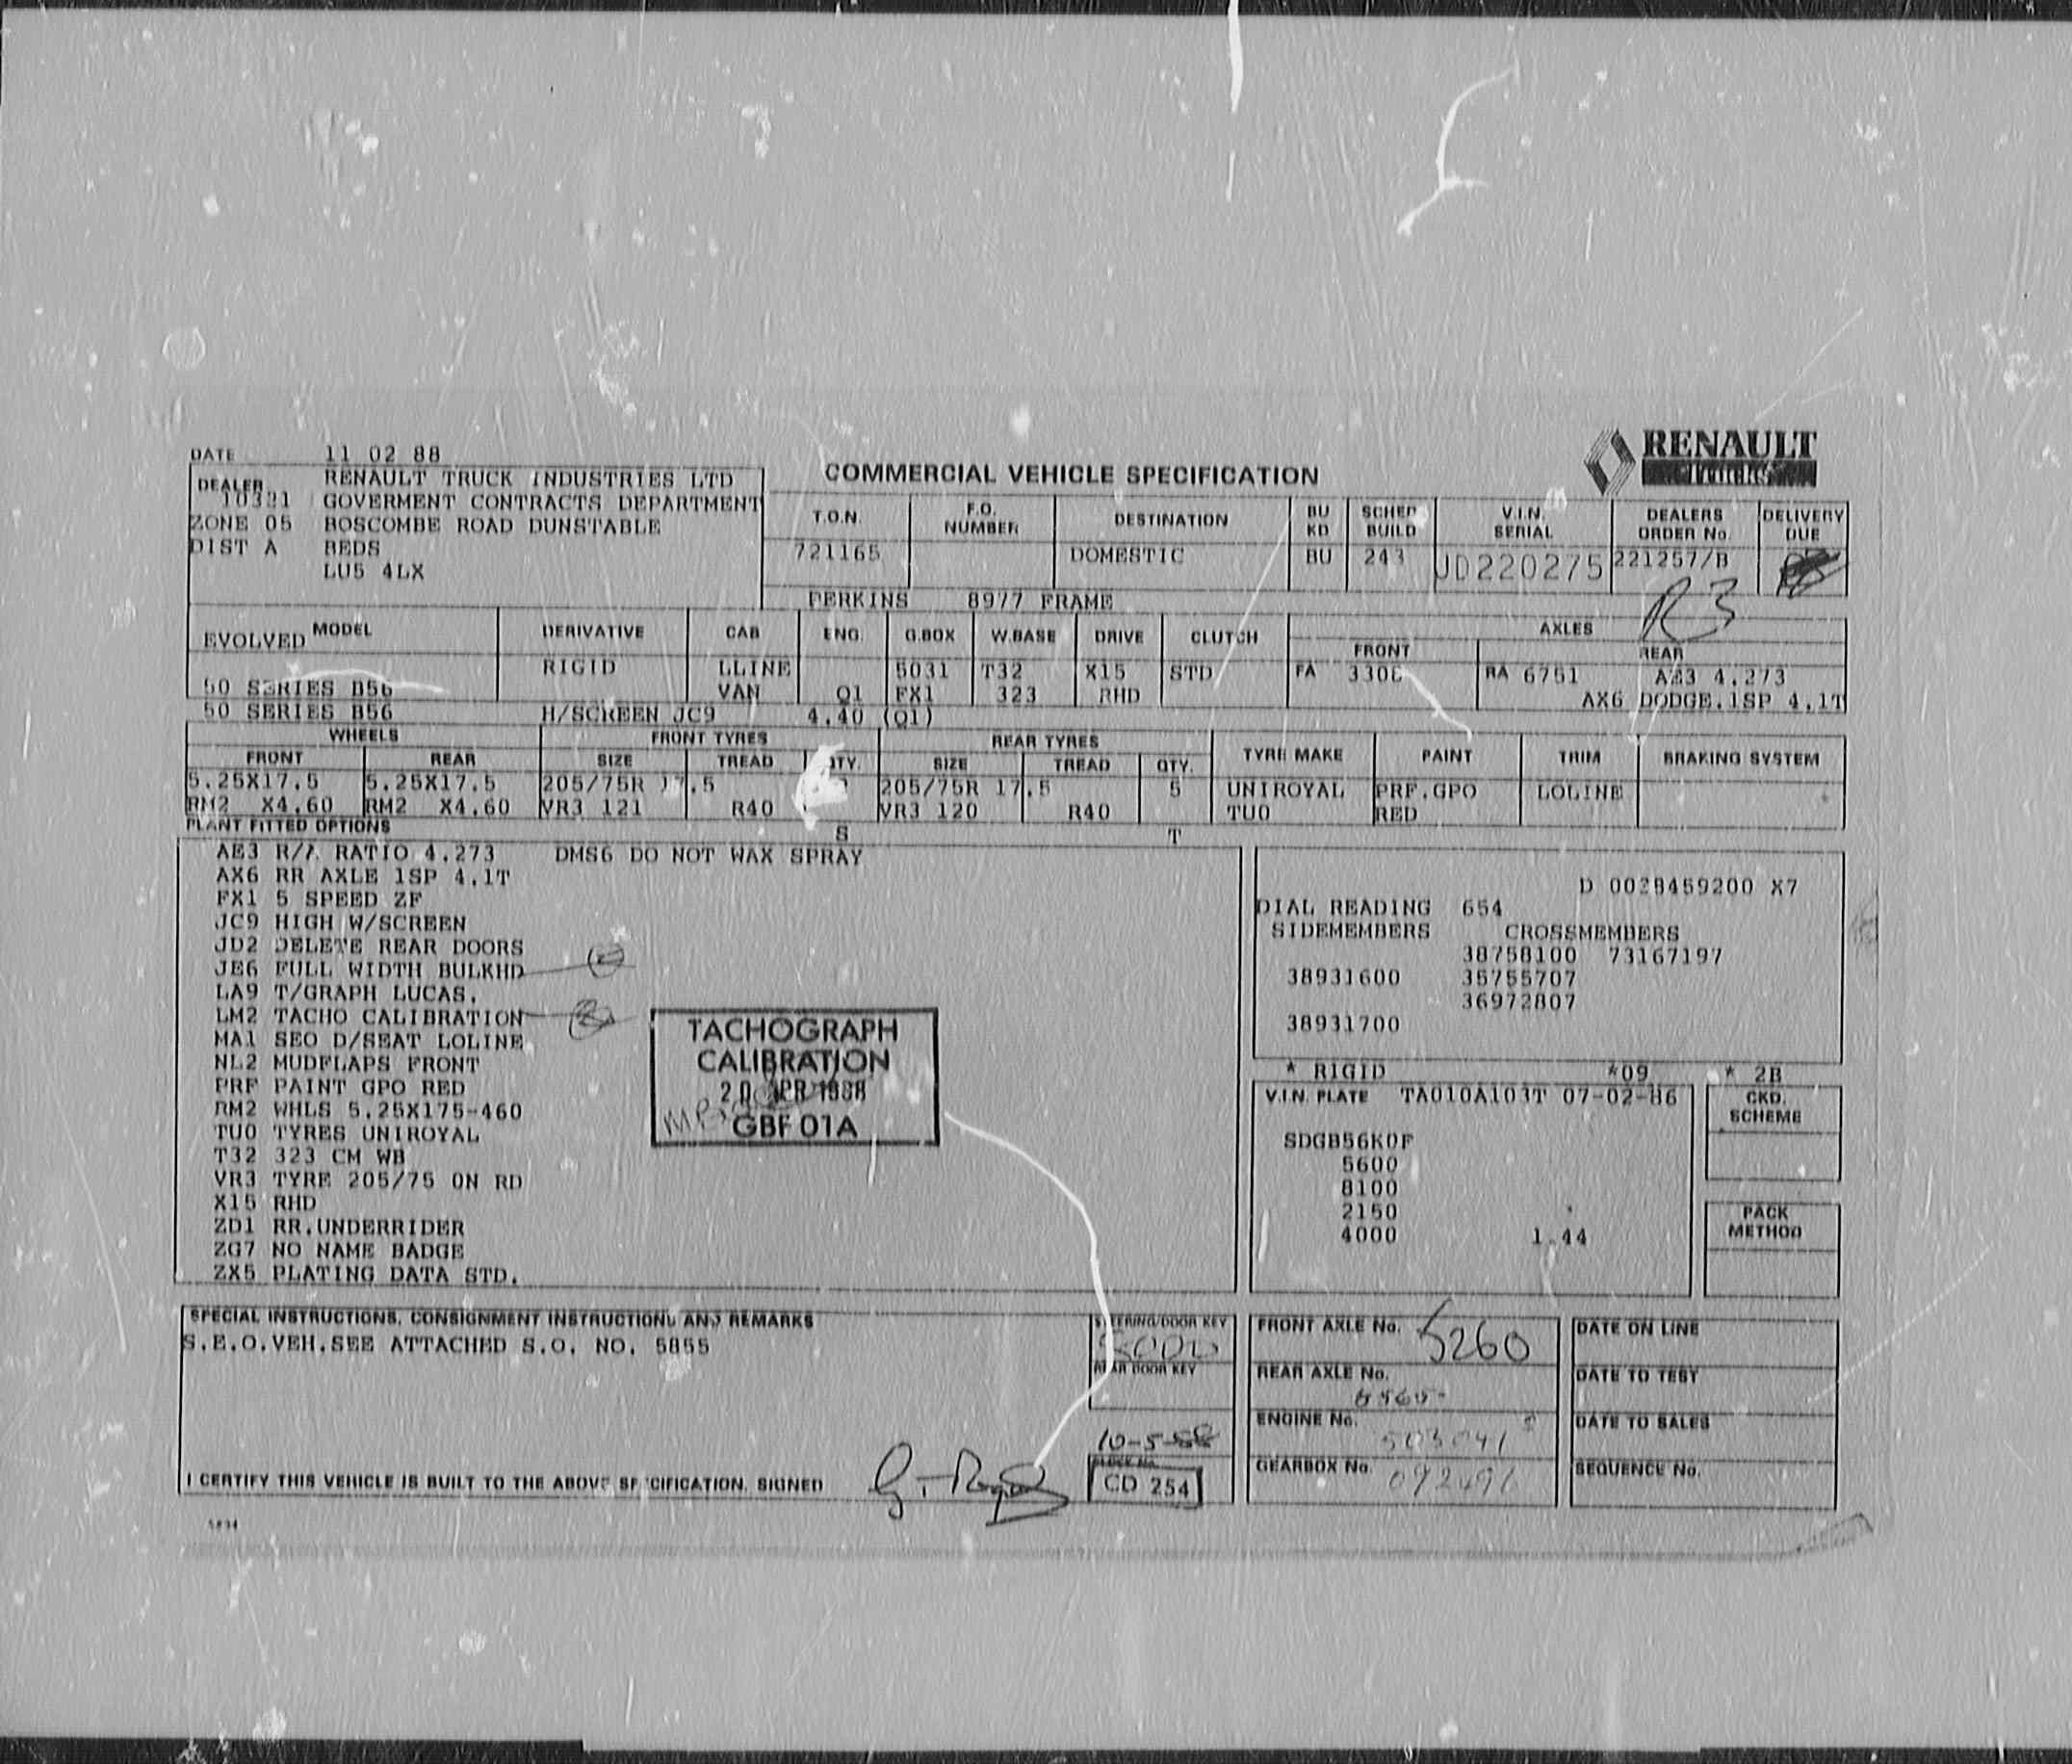 RENAULT
Trucks
DATE 11 02 88
COMMERCIAL VEHICLE SPECIFICATION
DEALER 10321 RENAULT TRUCK INDUSTRIES LTD
GOVERMENT CONTRACTS DEPARTMENT
ZONE 05 BOSCOMBE ROAD DUNSTABLE
DIST A BEDS
LU5 4LX
T.O.N. F.O. NUMBER DESTINATION BU KD SCHED BUILD V.I.N. SERIAL DEALERS ORDER No. DELIVERY DUE
721165 DOMESTIC BU 243 JD220275 221257/B
PERKINS 8977 FRAME
R3
EVOLVED MODEL DERIVATIVE CAB ENG. G.BOX W.BASE DRIVE CLUTCH AXLES
FRONT REAR
RIGID LLINE 5031 T32 X15 STD FA RA 6751 AE3 4.273
50 SERIES B56 VAN Q1 FX1 323 RHD AX6 DODGE.1SP 4.1T
50 SERIES B56 H/SCREEN JC9 4.40 (Q1)
WHEELS FRONT TYRES REAR TYRES TYRE MAKE PAINT TRIM BRAKING SYSTEM
FRONT REAR SIZE TREAD QTY. SIZE TREAD QTY.
5.25X17.5 5.25X17.5 205/75R 17.5 205/75R 17.5 5 UNIROYAL PRF.GPO LOLINE
RM2 X4.60 RM2 X4.60 VR3 121 R40 VR3 120 R40 TUO RED
PLANT FITTED OPTIONS S T
AE3 R/A RATIO 4.273 DMS6 DO NOT WAX SPRAY
AX6 RR AXLE 1SP 4.1T
FX1 5 SPEED ZF
JC9 HIGH W/SCREEN
JD2 DELETE REAR DOORS
JE6 FULL WIDTH BULKHD
LA9 T/GRAPH LUCAS.
LM2 TACHO CALIBRATION
MA1 SEO D/SEAT LOLINE
NL2 MUDFLAPS FRONT
PRF PAINT GPO RED
RM2 WHLS 5.25X175-460
TUO TYRES UNIROYAL
T32 323 CM WB
VR3 TYRE 205/75 ON RD
X15 RHD
ZD1 RR.UNDERRIDER
ZG7 NO NAME BADGE
ZX5 PLATING DATA STD.
TACHOGRAPH
CALIBRATION
20 APR 1988
GBF 01A
D 0028459200 X7
DIAL READING 654
SIDEMEMBERS CROSSMEMBERS
38758100 73167197
38931600 35755707
36972807
38931700
* RIGID *09 * 2B
V.I.N. PLATE TA010A103T 07-02-86
SDGB56K0F
5600
8100
2150
4000 1.44
CKD. SCHEME
PACK METHOD
SPECIAL INSTRUCTIONS, CONSIGNMENT INSTRUCTIONS AND REMARKS
S.E.O.VEH.SEE ATTACHED S.O. NO. 5855
STEERING/DOOR KEY
REAR DOOR KEY
10-5-88
CD 254
FRONT AXLE No. 5260
REAR AXLE No.
ENGINE No.
GEARBOX No.
DATE ON LINE
DATE TO TEST
DATE TO SALES
SEQUENCE No.
I CERTIFY THIS VEHICLE IS BUILT TO THE ABOVE SPECIFICATION. SIGNED